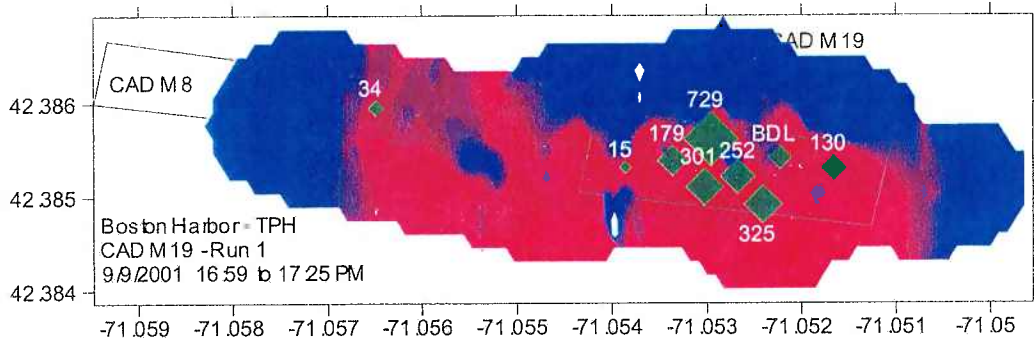 CAD M 19
CAD M 8
42.386
34
729
179
BDL
130
15
301
252
42.385
325
Boston Harbor - TPH
CAD M 19 - Run 1
9/9/2001 16:59 to 17:25 PM
42.384
-71.059 -71.058 -71.057 -71.056 -71.055 -71.054 -71.053 -71.052 -71.051 -71.05